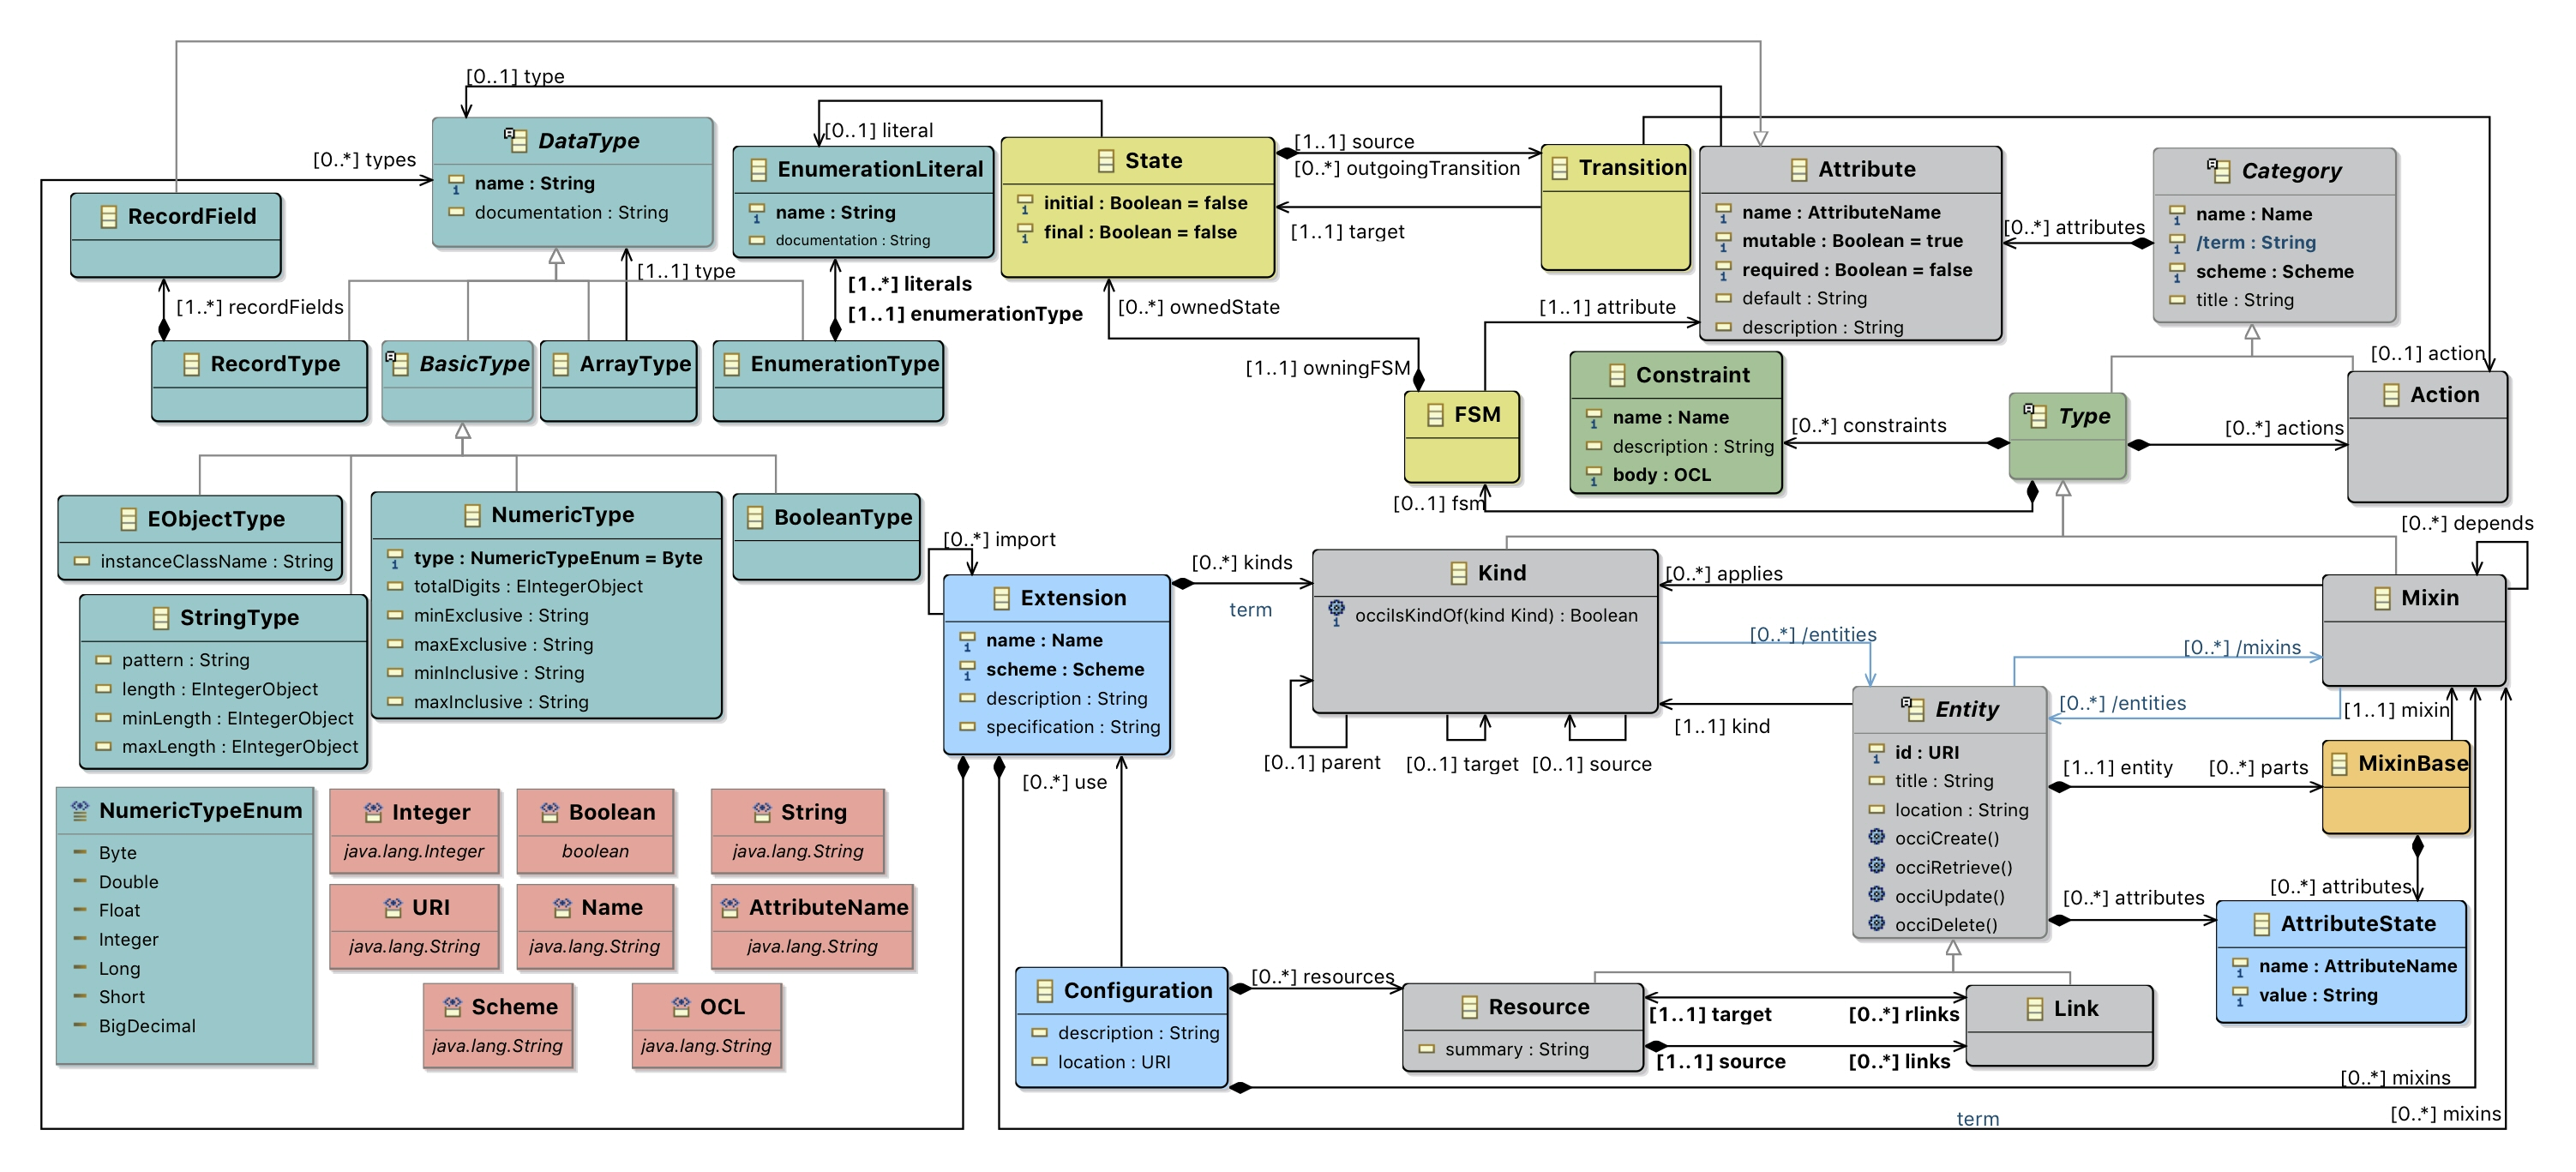 [0..1] type
[0..*] types
DataType
name : String
documentation : String
[0..1] literal
EnumerationLiteral
name : String
documentation : String
State
initial : Boolean = false
final : Boolean = false
[1..1] source
[0..*] outgoingTransition
[1..1] target
Transition
Attribute
name : AttributeName
mutable : Boolean = true
required : Boolean = false
default : String
description : String
[0..*] attributes
Category
name : Name
/term : String
scheme : Scheme
title : String
RecordField
[1..*] recordFields
[1..1] type
[1..*] literals
[1..1] enumerationType
[0..*] ownedState
[1..1] owningFSM
[1..1] attribute
[0..1] action
RecordType
BasicType
ArrayType
EnumerationType
FSM
[0..1] fsm
Constraint
name : Name
description : String
body : OCL
[0..*] constraints
Type
[0..*] actions
Action
EObjectType
instanceClassName : String
NumericType
type : NumericTypeEnum = Byte
totalDigits : EIntegerObject
minExclusive : String
maxExclusive : String
minInclusive : String
maxInclusive : String
BooleanType
StringType
pattern : String
length : EIntegerObject
minLength : EIntegerObject
maxLength : EIntegerObject
[0..*] import
Extension
name : Name
scheme : Scheme
description : String
specification : String
[0..*] kinds
term
Kind
occiIsKindOf(kind Kind) : Boolean
[0..1] parent
[0..1] target
[0..1] source
[0..*] applies
[0..*] /entities
[1..1] kind
[0..*] depends
Mixin
[0..*] /mixins
[0..*] /entities
[1..1] mixin
Entity
id : URI
title : String
location : String
occiCreate()
occiRetrieve()
occiUpdate()
occiDelete()
[1..1] entity
[0..*] parts
MixinBase
[0..*] attributes
[0..*] attributes
AttributeState
name : AttributeName
value : String
NumericTypeEnum
Byte
Double
Float
Integer
Long
Short
BigDecimal
Integer
java.lang.Integer
Boolean
boolean
String
java.lang.String
URI
java.lang.String
Name
java.lang.String
AttributeName
java.lang.String
Scheme
java.lang.String
OCL
java.lang.String
[0..*] use
Configuration
description : String
location : URI
[0..*] resources
Resource
summary : String
[1..1] target
[0..*] rlinks
[1..1] source
[0..*] links
Link
[0..*] mixins
[0..*] mixins
term